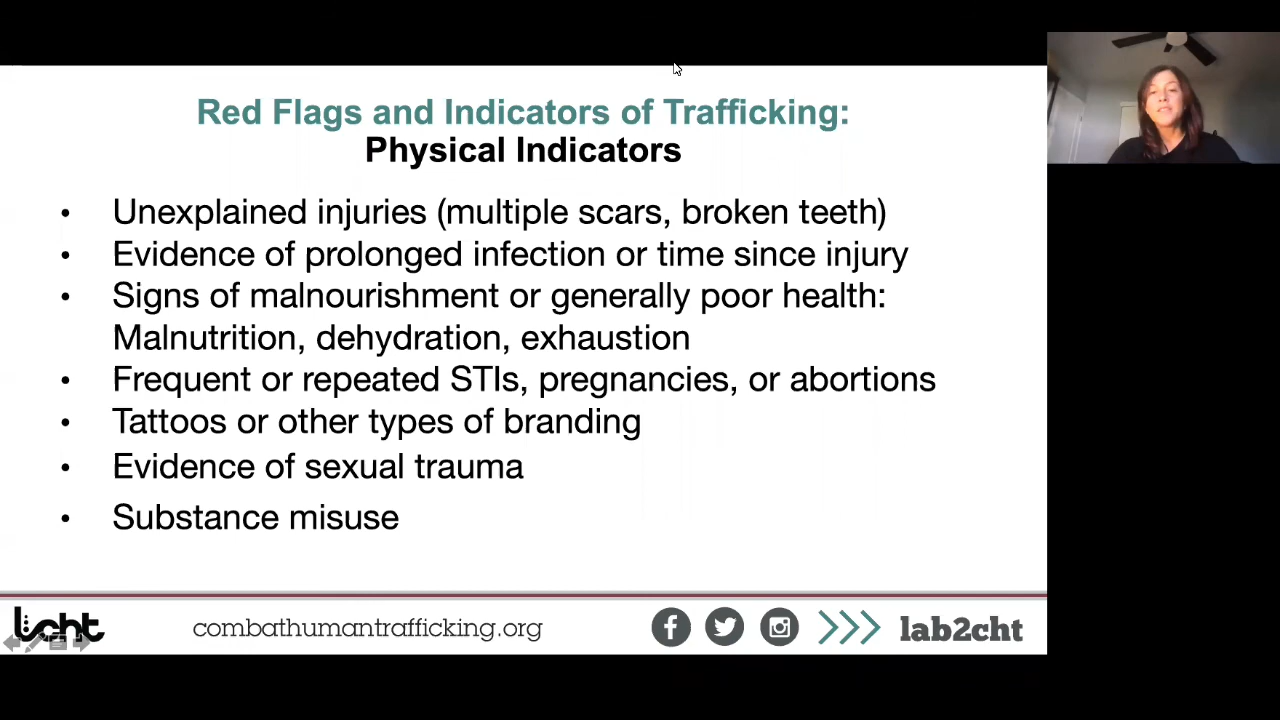 Red Flags and Indicators of Trafficking:
Physical Indicators
• Unexplained injuries (multiple scars, broken teeth)
• Evidence of prolonged infection or time since injury
• Signs of malnourishment or generally poor health:
Malnutrition, dehydration, exhaustion
• Frequent or repeated STIs, pregnancies, or abortions
• Tattoos or other types of branding
• Evidence of sexual trauma
• Substance misuse
lcht combathumantrafficking.org lab2cht